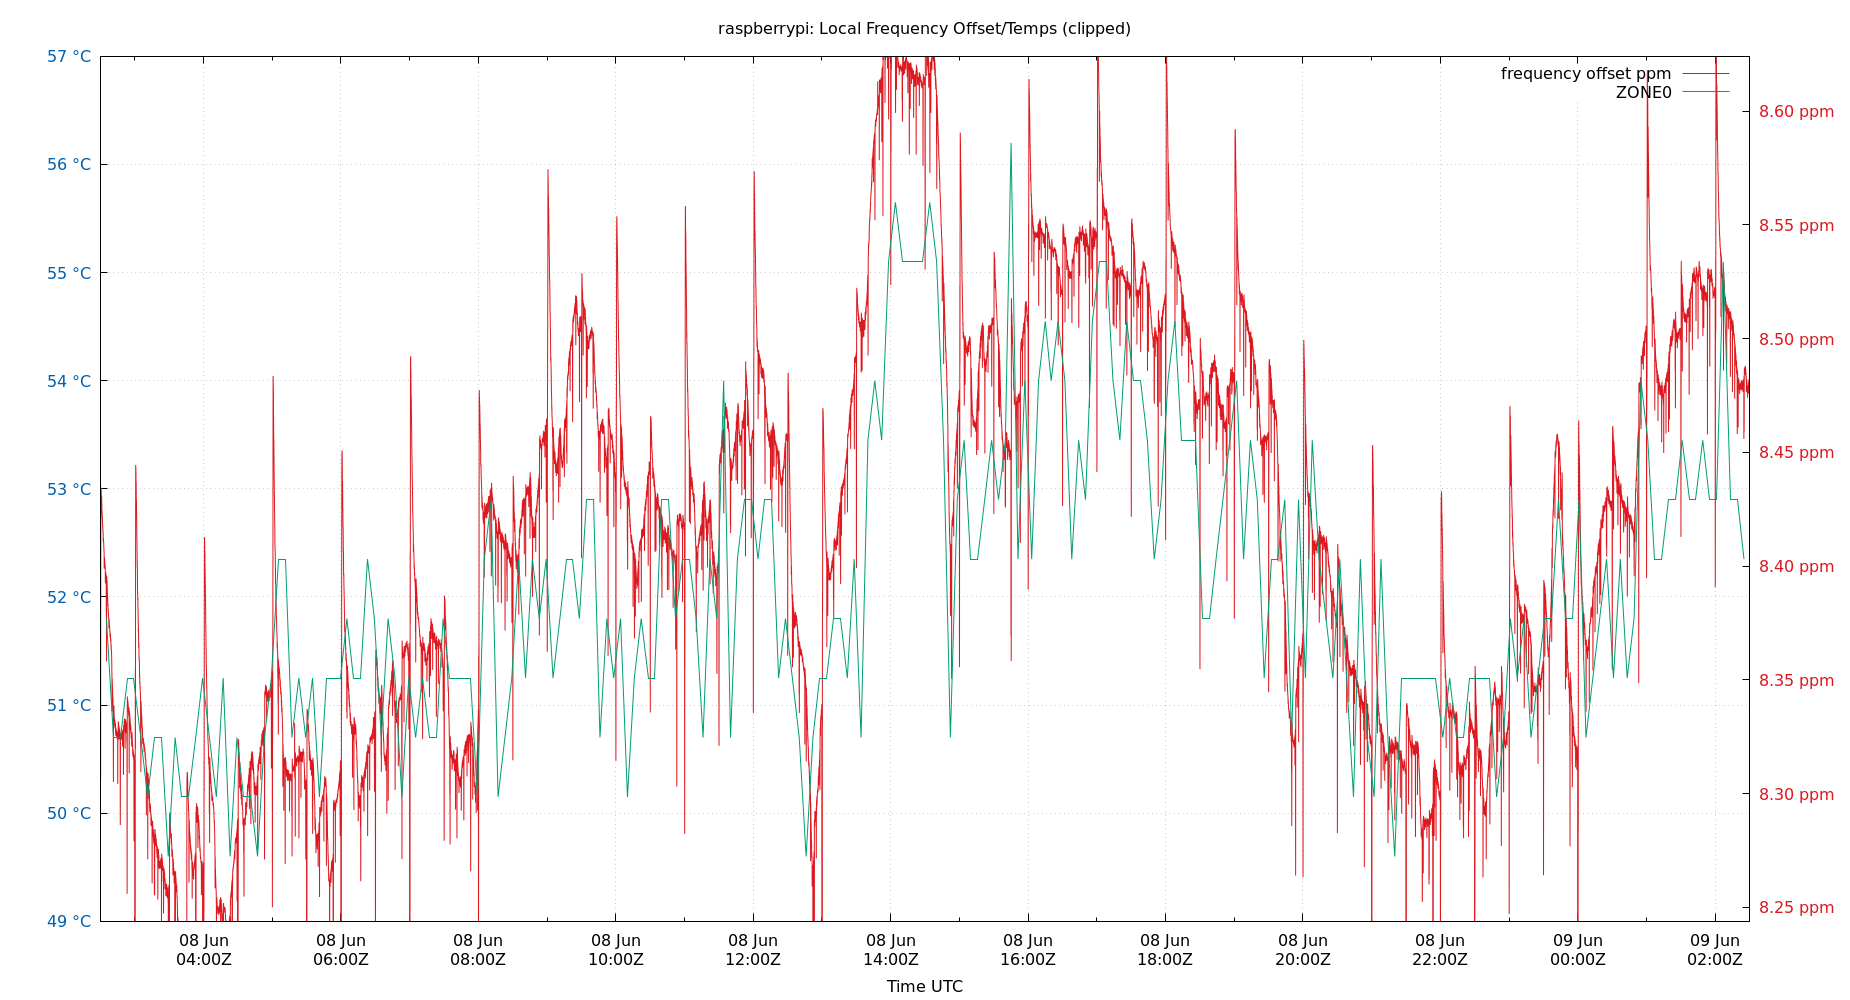 raspberrypi: Local Frequency Offset/Temps (clipped)
57 °C
56 °C
55 °C
54 °C
53 °C
52 °C
51 °C
50 °C
49 °C
frequency offset ppm
ZONE0
8.60 ppm
8.55 ppm
8.50 ppm
8.45 ppm
8.40 ppm
8.35 ppm
8.30 ppm
8.25 ppm
08 Jun 08 Jun 08 Jun 08 Jun 08 Jun 08 Jun 08 Jun 08 Jun 08 Jun 08 Jun 09 Jun 09 Jun
04:00Z 06:00Z 08:00Z 10:00Z 12:00Z 14:00Z 16:00Z 18:00Z 20:00Z 22:00Z 00:00Z 02:00Z
Time UTC